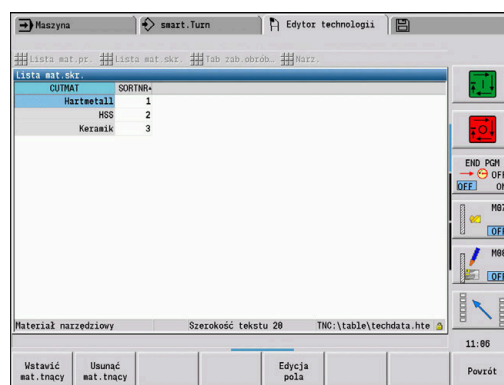 Maszyna smart.Turn Edytor technologii
Lista mat.pr. Lista mat.skr. Tab zab.obrób… Narz.
Lista mat.skr.
CUTMAT SORTNR
Hartmetall 1
HSS 2
Keramik 3
END PGM
OFF
OFF ON
M07
OFF
M08
OFF
Materiał narzędziowy Szerokość tekstu 20 TNC:\table\techdata.hte
11:06
Wstawić mat.tnący
Usunąć mat.tnący
Edycja pola
Powrót